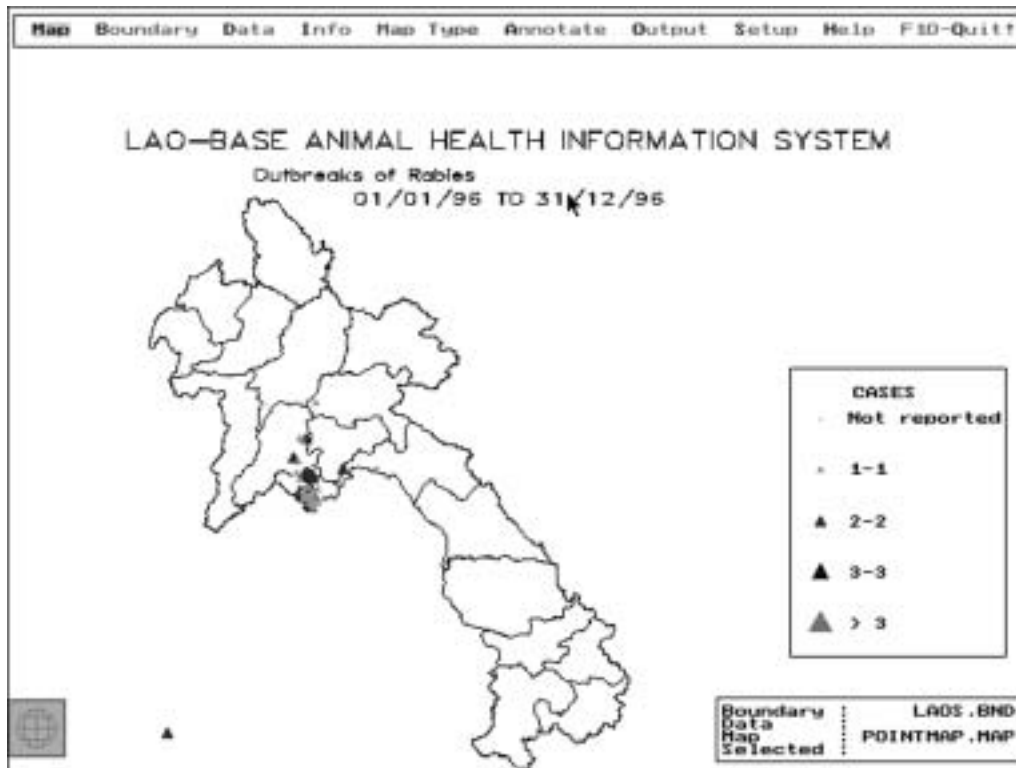 Map Boundary Data Info Map Type Annotate Output Setup Help F10-Quit↑
LAO-BASE ANIMAL HEALTH INFORMATION SYSTEM
Outbreaks of Rabies
01/01/96 TO 31/12/96
CASES
Not reported
1-1
2-2
3-3
> 3
Boundary : LAOS.BND
Data :
Map : POINTMAP.MAP
Selected :